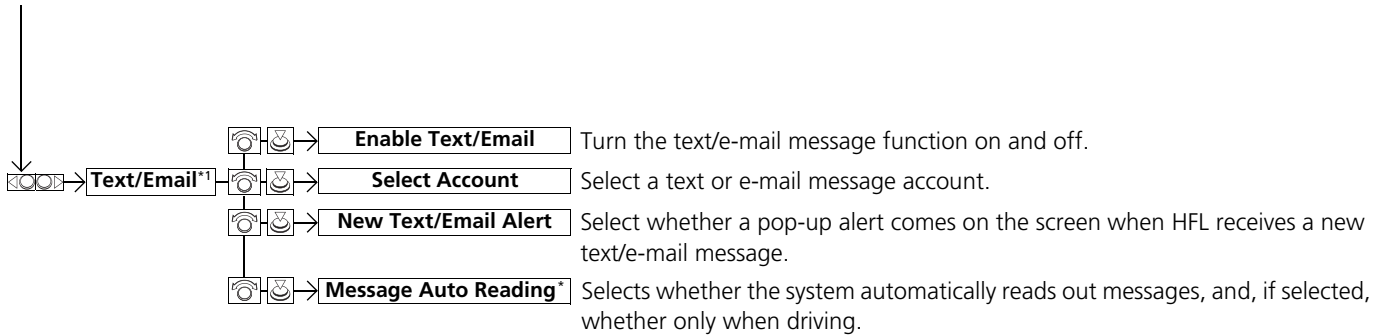 Enable Text/Email Turn the text/e-mail message function on and off.
Text/Email*1 Select Account Select a text or e-mail message account.
New Text/Email Alert Select whether a pop-up alert comes on the screen when HFL receives a new
text/e-mail message.
Message Auto Reading* Selects whether the system automatically reads out messages, and, if selected,
whether only when driving.